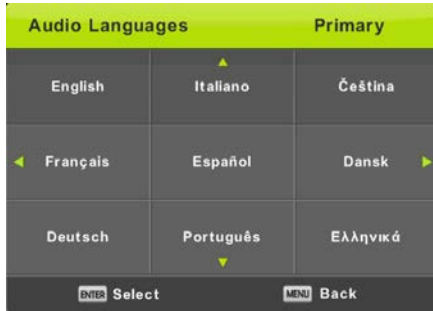 Audio Languages Primary
English Italiano Čeština
Français Español Dansk
Deutsch Português Ελληνικά
ENTER Select MENU Back